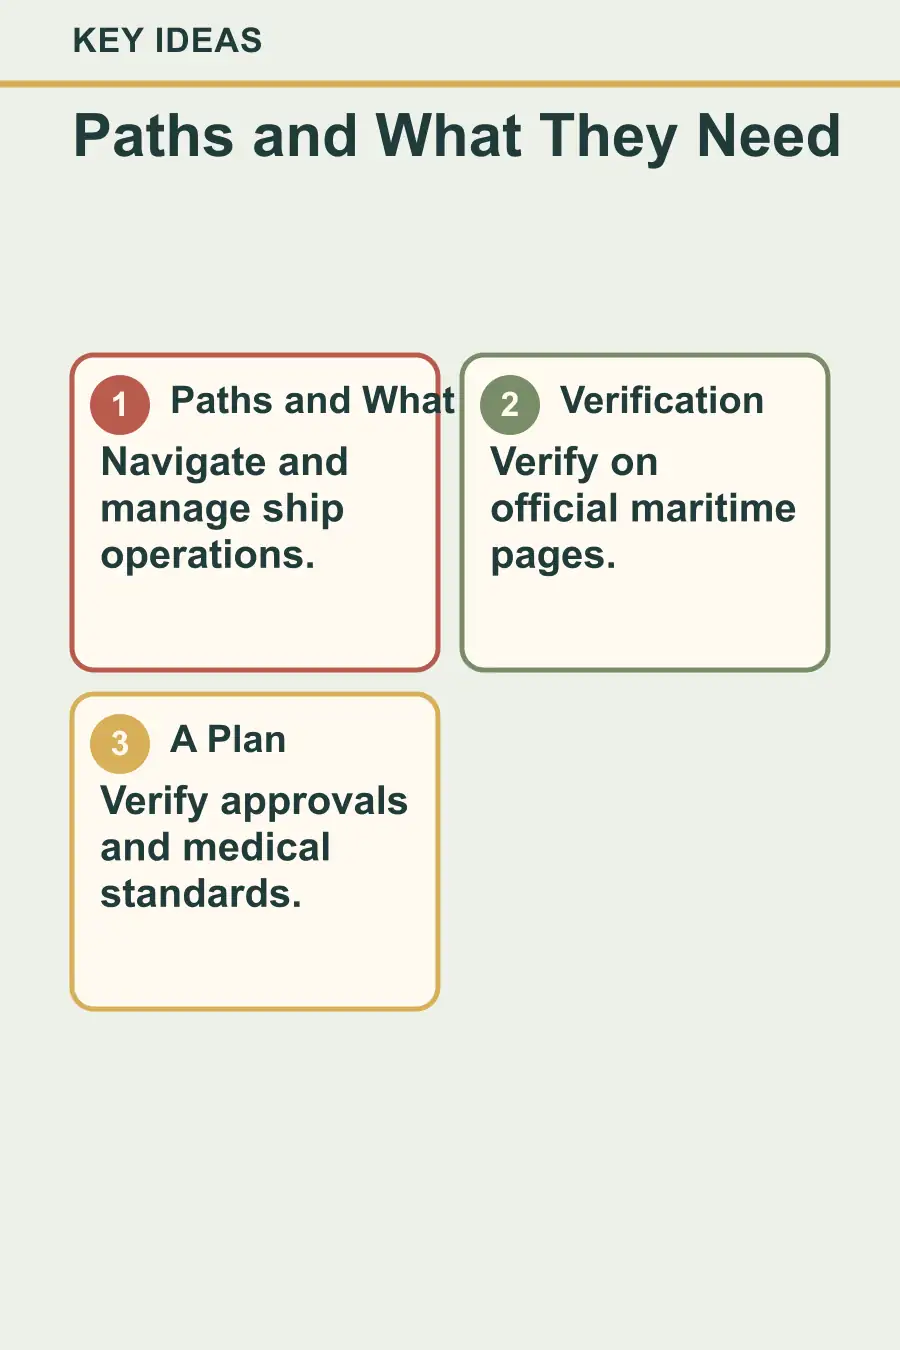 KEY IDEAS
Paths and What They Need
1
Paths and What
Navigate and
manage ship
operations.
2
Verification
Verify on
official maritime
pages.
3
A Plan
Verify approvals
and medical
standards.